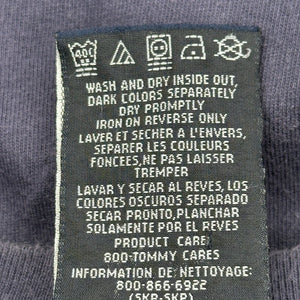 40
WASH AND DRY INSIDE OUT,
DARK COLORS SEPARATELY
DRY PROMPTLY
IRON ON REVERSE ONLY
LAVER ET SECHER A L'ENVERS,
SEPARER LES COULEURS
FONCEES,NE PAS LAISSER
TREMPER
LAVAR Y SECAR AL REVES, LOS
COLORES OSCUROS SEPARADO
SECAR PRONTO,PLANCHAR
SOLAMENTE POR EL REVES
PRODUCT CARE:
800-TOMMY CARES
INFORMATION DE NETTOYAGE:
800-866-6922
(SKR-SKP)